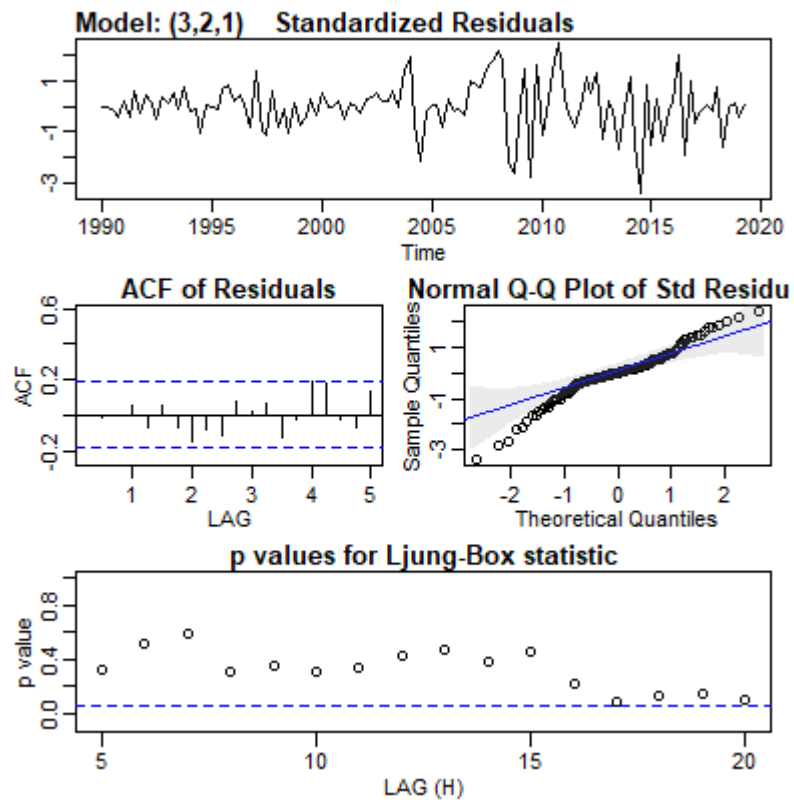 Model: (3,2,1) Standardized Residuals
1
-1
-3
1990 1995 2000 2005 2010 2015 2020
Time
ACF of Residuals
ACF
0.6
0.2
-0.2
1 2 3 4 5
LAG
Normal Q-Q Plot of Std Residu
Sample Quantiles
1
-1
-3
-2 -1 0 1 2
Theoretical Quantiles
p values for Ljung-Box statistic
p value
0.8
0.4
0.0
5 10 15 20
LAG (H)